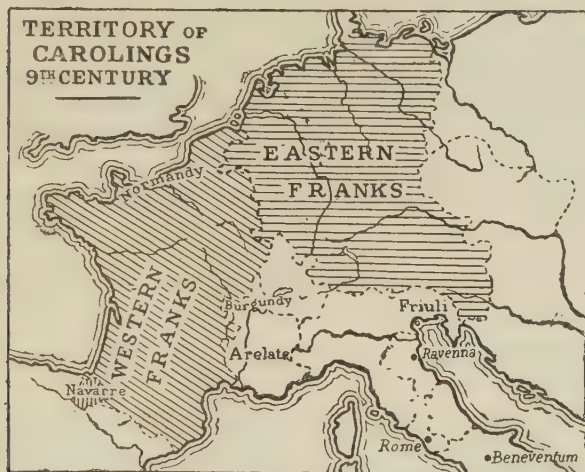 TERRITORY OF
CAROLINGS
9TH CENTURY
EASTERN
FRANKS
Normandy
WESTERN
FRANKS
Burgundy
Friuli
Arelate
Ravenna
Navarre
Rome
Beneventum